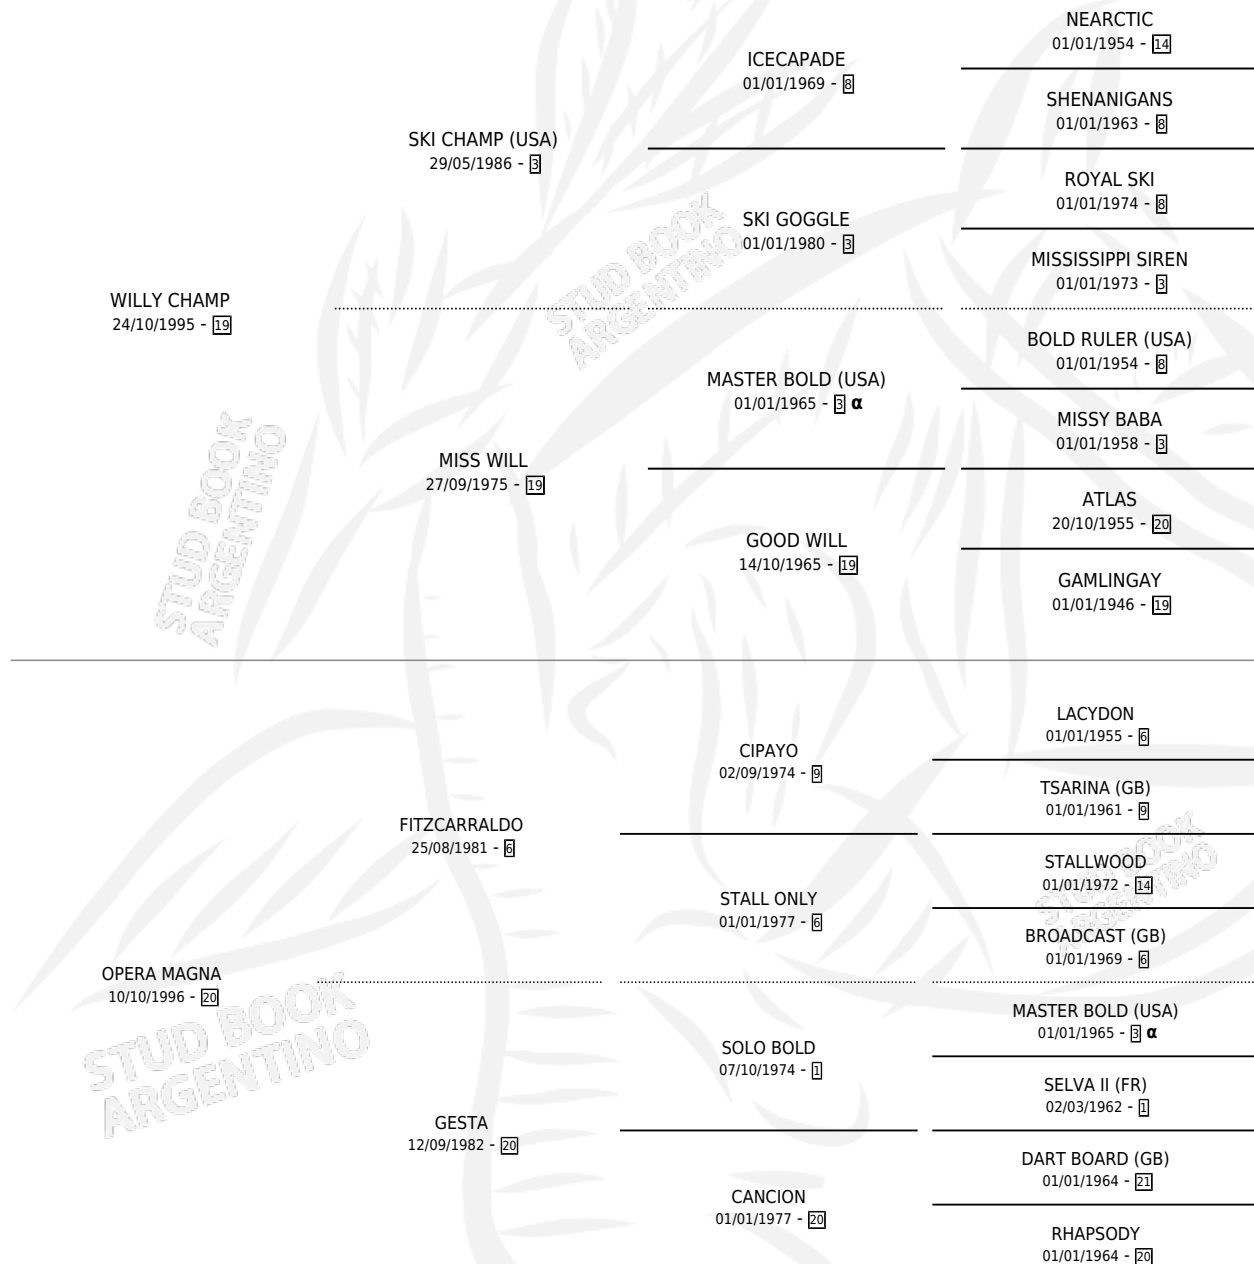 NEARCTIC
01/01/1954 - 14
ICECAPADE
01/01/1969 - 8
SHENANIGANS
01/01/1963 - 8
SKI CHAMP (USA)
29/05/1986 - 3
ROYAL SKI
01/01/1974 - 8
SKI GOGGLE
01/01/1980 - 3
MISSISSIPPI SIREN
01/01/1973 - 3
WILLY CHAMP
24/10/1995 - 19
BOLD RULER (USA)
01/01/1954 - 8
MASTER BOLD (USA)
01/01/1965 - 3 α
MISSY BABA
01/01/1958 - 3
MISS WILL
27/09/1975 - 19
ATLAS
20/10/1955 - 20
GOOD WILL
14/10/1965 - 19
GAMLINGAY
01/01/1946 - 19
LACYDON
01/01/1955 - 6
CIPAYO
02/09/1974 - 9
TSARINA (GB)
01/01/1961 - 9
FITZCARRALDO
25/08/1981 - 6
STALLWOOD
01/01/1972 - 14
STALL ONLY
01/01/1977 - 6
BROADCAST (GB)
01/01/1969 - 6
OPERA MAGNA
10/10/1996 - 20
MASTER BOLD (USA)
01/01/1965 - 3 α
SOLO BOLD
07/10/1974 - 1
SELVA II (FR)
02/03/1962 - 1
GESTA
12/09/1982 - 20
DART BOARD (GB)
01/01/1964 - 21
CANCION
01/01/1977 - 20
RHAPSODY
01/01/1964 - 20
STUD BOOK
ARGENTINO
STUD BOOK
ARGENTINO
STUD BOOK
ARGENTINO
STUD BOOK
ARGENTINO